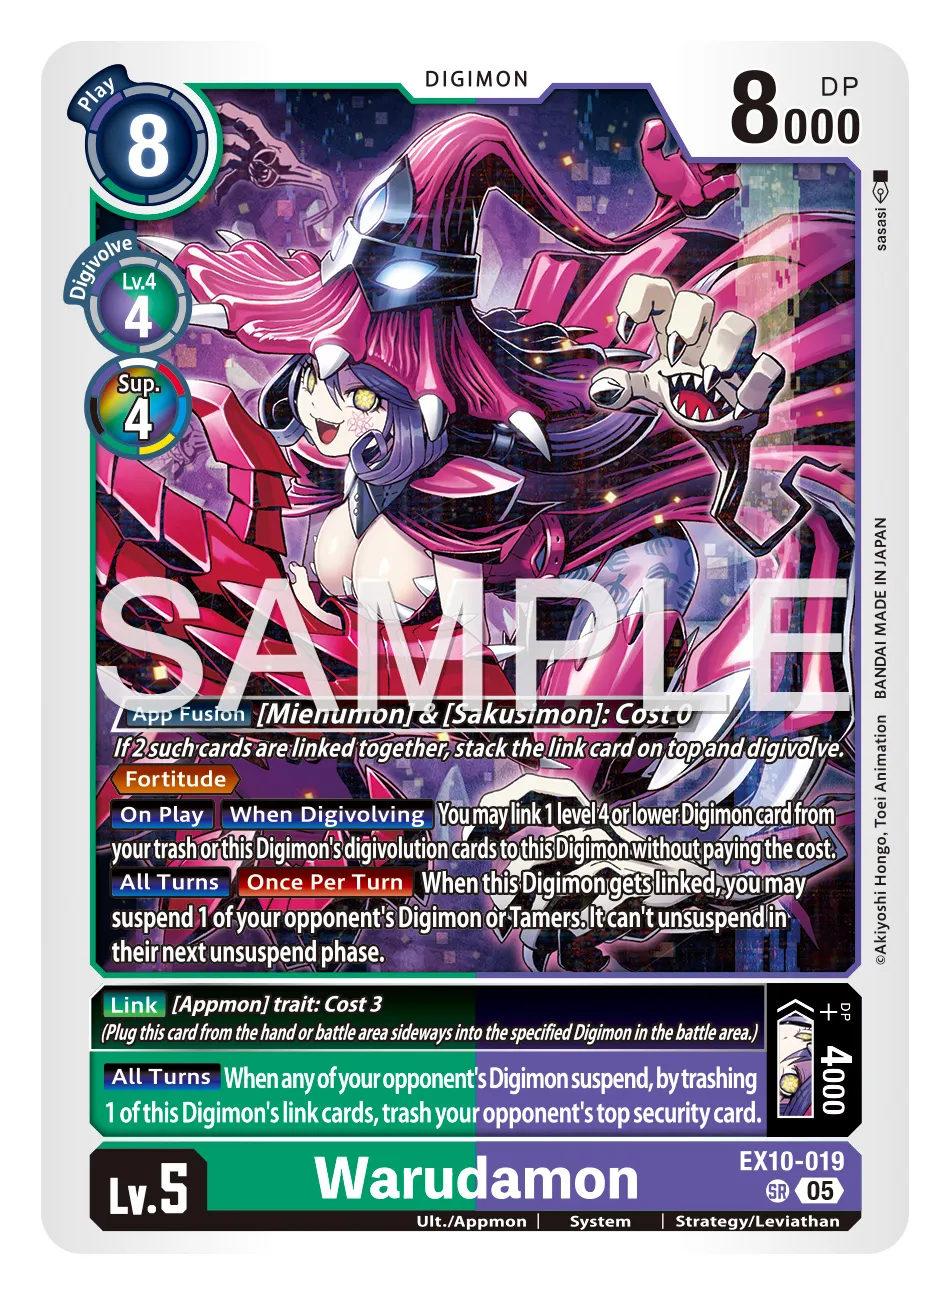 DIGIMON
Play
8
8000
DP
Digivolve
Lv.4
4
Sup.
4
sasasi
SAMPLE
App Fusion [Mienumon] & [Sakusimon]: Cost 0
If 2 such cards are linked together, stack the link card on top and digivolve.
Fortitude
On Play When Digivolving You may link 1 level 4 or lower Digimon card from
your trash or this Digimon's digivolution cards to this Digimon without paying the cost.
All Turns Once Per Turn When this Digimon gets linked, you may
suspend 1 of your opponent's Digimon or Tamers. It can't unsuspend in
their next unsuspend phase.
©Akiyoshi Hongo, Toei Animation BANDAI MADE IN JAPAN
Link [Appmon] trait: Cost 3
(Plug this card from the hand or battle area sideways into the specified Digimon in the battle area.)
All Turns When any of your opponent's Digimon suspend, by trashing
1 of this Digimon's link cards, trash your opponent's top security card.
DP
+4000
Lv.5
Warudamon
EX10-019
SR 05
Ult./Appmon | System | Strategy/Leviathan